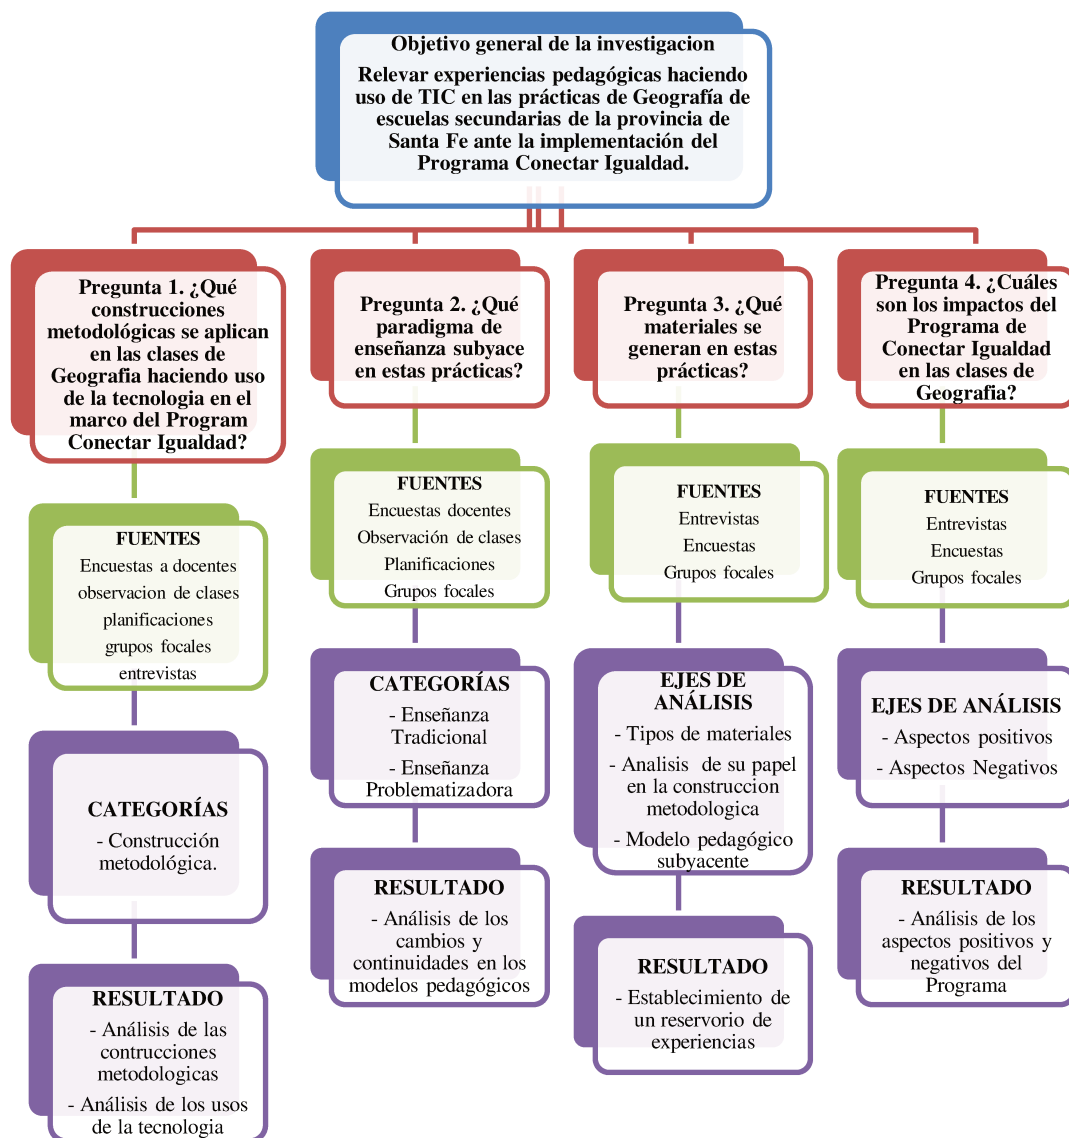 Objetivo general de la investigacion
Relevar experiencias pedagógicas haciendo
uso de TIC en las prácticas de Geografía de
escuelas secundarias de la provincia de
Santa Fe ante la implementación del
Programa Conectar Igualdad.
Pregunta 1. ¿Qué
construcciones
metodológicas se aplican
en las clases de
Geografia haciendo uso
de la tecnología en el
marco del Program
Conectar Igualdad?
FUENTES
Encuestas a docentes
observacion de clases
planificaciones
grupos focales
entrevistas
CATEGORÍAS
- Construcción
metodológica.
RESULTADO
- Análisis de las
contrucciones
metodologicas
- Análisis de los usos
de la tecnologia
Pregunta 2. ¿Qué
paradigma de
enseñanza subyace
en estas prácticas?
FUENTES
Encuestas docentes
Observación de clases
Planificaciones
Grupos focales
CATEGORÍAS
- Enseñanza
Tradicional
- Enseñanza
Problematizadora
RESULTADO
- Análisis de los
cambios y
continuidades en los
modelos pedagógicos
Pregunta 3. ¿Qué
materiales se
generan en estas
prácticas?
FUENTES
Entrevistas
Encuestas
Grupos focales
EJES DE
ANÁLISIS
- Tipos de materiales
- Analisis de su papel
en la construccion
metodologica
- Modelo pedagógico
subyacente
RESULTADO
- Establecimiento de
un reservorio de
experiencias
Pregunta 4. ¿Cuáles
son los impactos del
Programa de
Conectar Igualdad
en las clases de
Geografia?
FUENTES
Entrevistas
Encuestas
Grupos focales
EJES DE ANÁLISIS
- Aspectos positivos
- Aspectos Negativos
RESULTADO
- Análisis de los
aspectos positivos y
negativos del
Programa